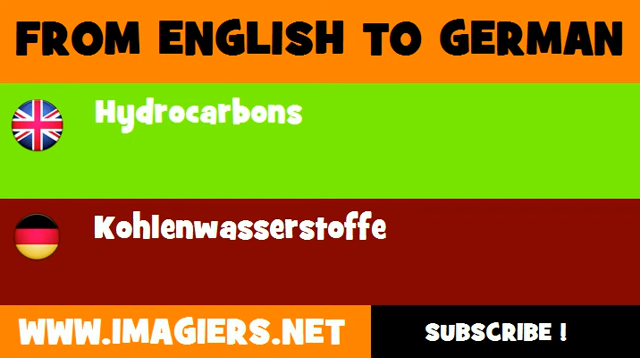 FROM ENGLISH TO GERMAN
Hydrocarbons
Kohlenwasserstoffe
WWW.IMAGIERS.NET
SUBSCRIBE !